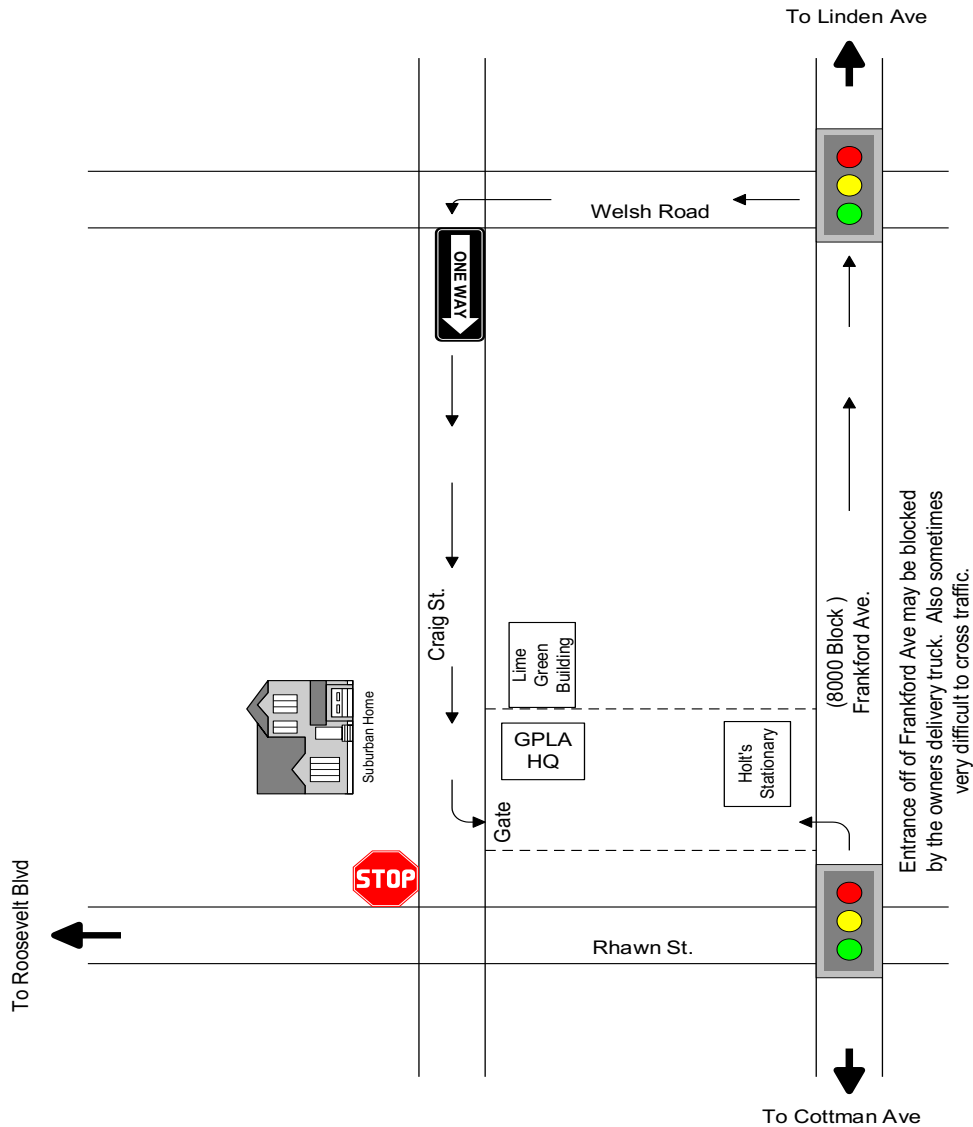 To Linden Ave
Welsh Road
ONE WAY
Craig St.
Lime
Green
Building
(8000 Block )
Frankford Ave.
Entrance off of Frankford Ave may be blocked
by the owners delivery truck.  Also sometimes
very difficult to cross traffic.
Suburban Home
GPLA
HQ
Holt's
Stationary
Gate
STOP
To Roosevelt Blvd
Rhawn St.
To Cottman Ave